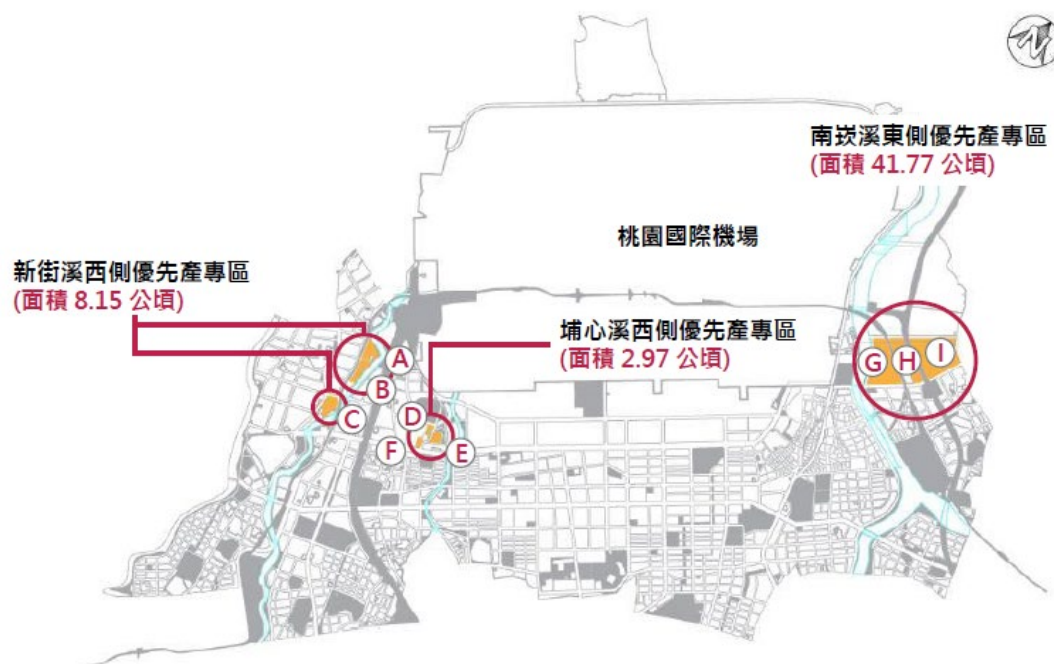 南崁溪東側優先產專區
(面積 41.77 公頃)
桃園國際機場
新街溪西側優先產專區
(面積 8.15 公頃)
埔心溪西側優先產專區
(面積 2.97 公頃)
A
B
C
D
E
F
G
H
I